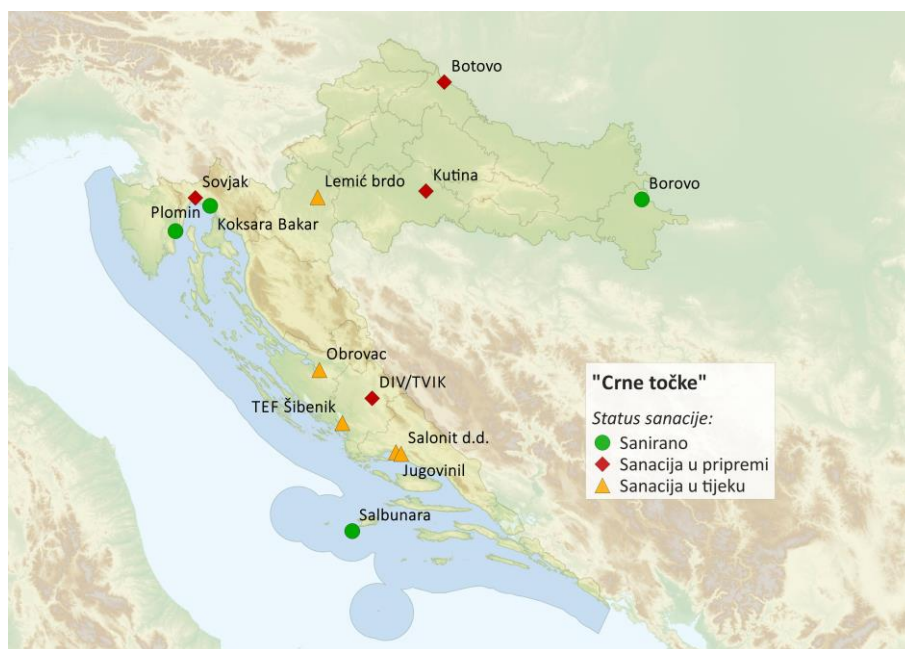 Botovo
Sovjak
Lemić brdo
Kutina
Borovo
Plomin
Koksara Bakar
Obrovac
DIV/TVIK
TEF Šibenik
Salonit d.d.
Jugovinil
Salbunara
"Crne točke"
Status sanacije:
Sanirano
Sanacija u pripremi
Sanacija u tijeku